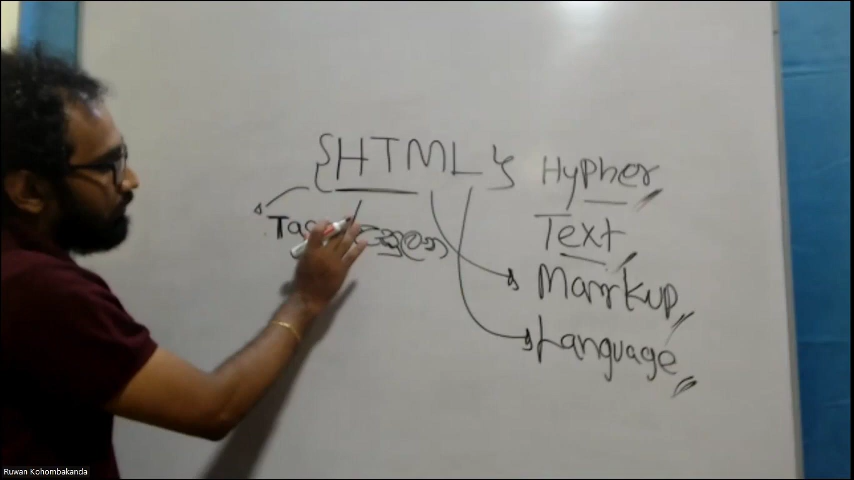 {HTML}
Hypher
Text
Marrkup
Language
Ruwan Kohombakanda